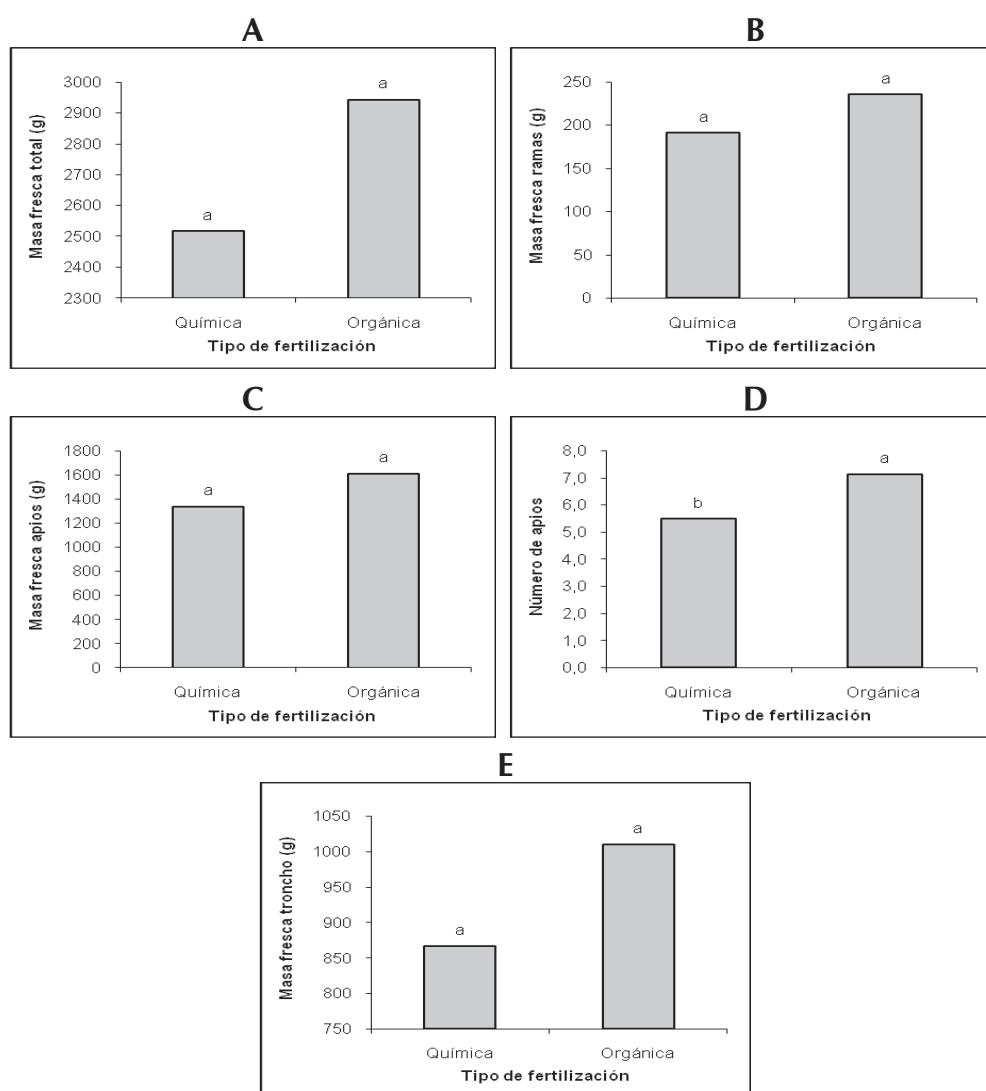 A
Masa fresca total (g)
3000
2900
2800
2700
2600
2500
2400
2300
a
a
Química
Orgánica
Tipo de fertilización
B
Masa fresca ramas (g)
250
200
150
100
50
0
a
a
Química
Orgánica
Tipo de fertilización
C
Masa fresca apios (g)
1800
1600
1400
1200
1000
800
600
400
200
0
a
a
Química
Orgánica
Tipo de fertilización
D
Número de apios
8,0
7,0
6,0
5,0
4,0
3,0
2,0
1,0
0,0
b
a
Química
Orgánica
Tipo de fertilización
E
Masa fresca troncho (g)
1050
1000
950
900
850
800
750
a
a
Química
Orgánica
Tipo de fertilización